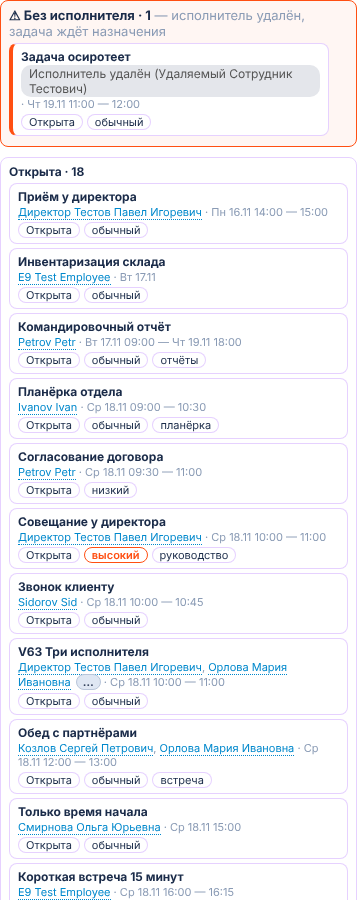 ⚠ Без исполнителя · 1 — исполнитель удалён,
задача ждёт назначения
Задача осиротеет
Исполнитель удалён (Удаляемый Сотрудник
Тестович)
· Чт 19.11 11:00 — 12:00
Открыта обычный
Открыта · 18
Приём у директора
Директор Тестов Павел Игоревич · Пн 16.11 14:00 — 15:00
Открыта обычный
Инвентаризация склада
E9 Test Employee · Вт 17.11
Открыта обычный
Командировочный отчёт
Petrov Petr · Вт 17.11 09:00 — Чт 19.11 18:00
Открыта обычный отчёты
Планёрка отдела
Ivanov Ivan · Ср 18.11 09:00 — 10:30
Открыта обычный планёрка
Согласование договора
Petrov Petr · Ср 18.11 09:30 — 11:00
Открыта низкий
Совещание у директора
Директор Тестов Павел Игоревич · Ср 18.11 10:00 — 11:00
Открыта высокий руководство
Звонок клиенту
Sidorov Sid · Ср 18.11 10:00 — 10:45
Открыта обычный
V63 Три исполнителя
Директор Тестов Павел Игоревич, Орлова Мария
Ивановна ... · Ср 18.11 10:00 — 11:00
Открыта обычный
Обед с партнёрами
Козлов Сергей Петрович, Орлова Мария Ивановна · Ср
18.11 12:00 — 13:00
Открыта обычный встреча
Только время начала
Смирнова Ольга Юрьевна · Ср 18.11 15:00
Открыта обычный
Короткая встреча 15 минут
E9 Test Employee · Ср 18.11 16:00 — 16:15